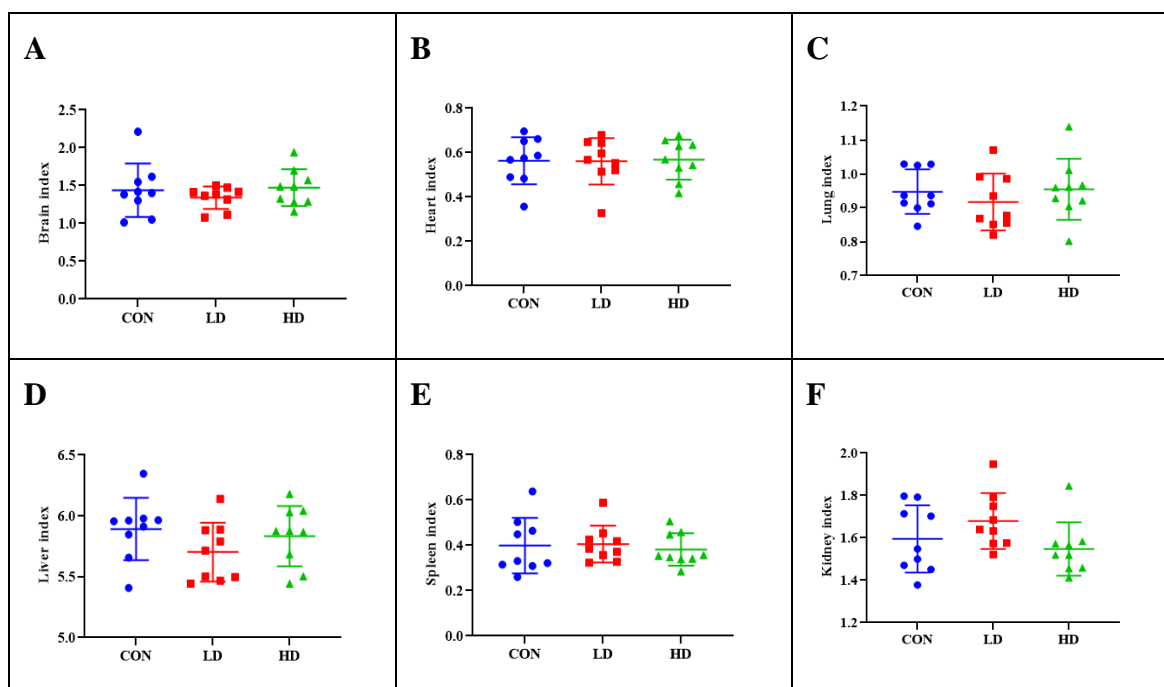 A
Brain index
2.5
2.0
1.5
1.0
0.5
0.0
CON LD HD
B
Heart index
0.8
0.6
0.4
0.2
0.0
CON LD HD
C
Lung index
1.2
1.1
1.0
0.9
0.8
0.7
CON LD HD
D
Liver index
6.5
6.0
5.5
5.0
CON LD HD
E
Spleen index
0.8
0.6
0.4
0.2
0.0
CON LD HD
F
Kidney index
2.0
1.8
1.6
1.4
1.2
CON LD HD